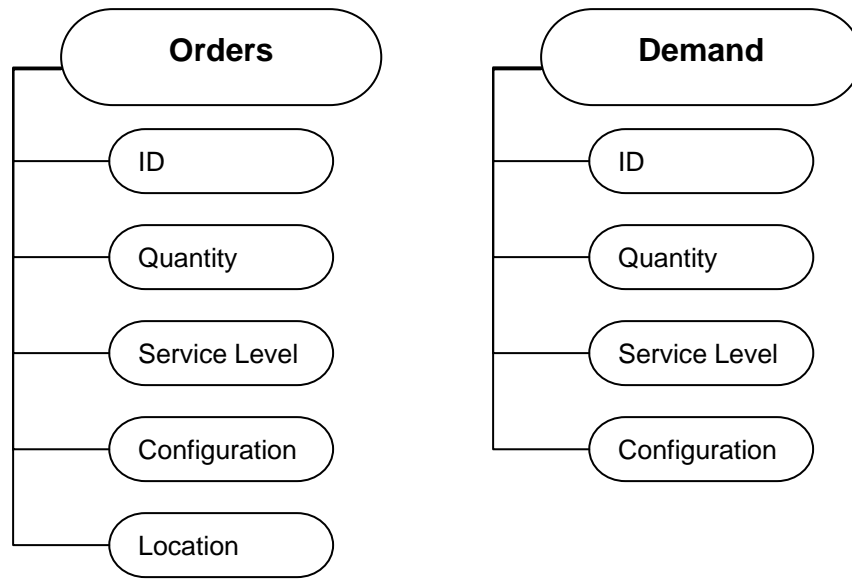 Orders
ID
Quantity
Service Level
Configuration
Location
Demand
ID
Quantity
Service Level
Configuration